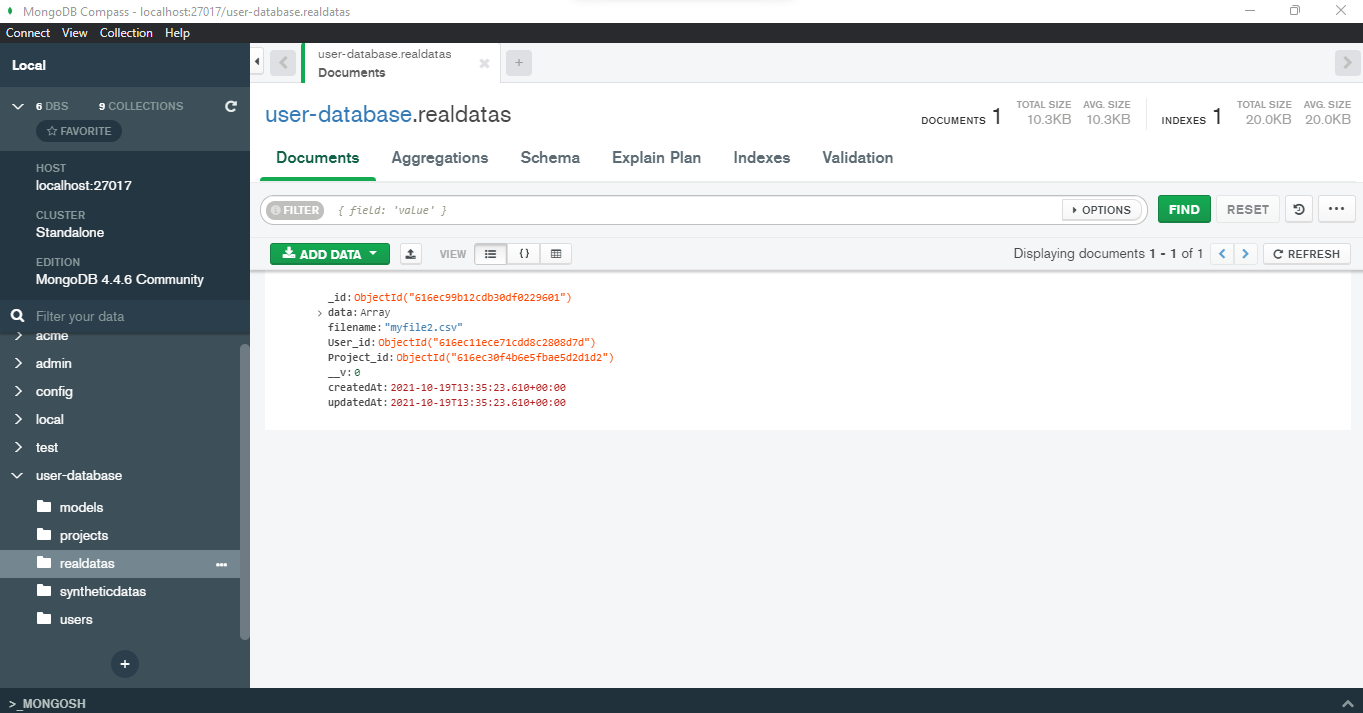 MongoDB Compass - localhost:27017/user-database.realdatas
Connect View Collection Help
Local
6 DBS 9 COLLECTIONS
FAVORITE
HOST
localhost:27017
CLUSTER
Standalone
EDITION
MongoDB 4.4.6 Community
Filter your data
acme
admin
config
local
test
user-database
models
projects
realdatas
syntheticdatas
users
>_MONGOSH
user-database.realdatas
Documents
user-database.realdatas
DOCUMENTS 1 TOTAL SIZE 10.3KB AVG. SIZE 10.3KB INDEXES 1 TOTAL SIZE 20.0KB AVG. SIZE 20.0KB
Documents Aggregations Schema Explain Plan Indexes Validation
FILTER { field: 'value' } OPTIONS FIND RESET
ADD DATA VIEW {} Displaying documents 1 - 1 of 1 REFRESH
_id: ObjectId("616ec99b12cdb30df0229601")
data: Array
filename: "myfile2.csv"
User_id: ObjectId("616ec11ece71cdd8c2808d7d")
Project_id: ObjectId("616ec30f4b6e5fbae5d2d1d2")
__v: 0
createdAt: 2021-10-19T13:35:23.610+00:00
updatedAt: 2021-10-19T13:35:23.610+00:00